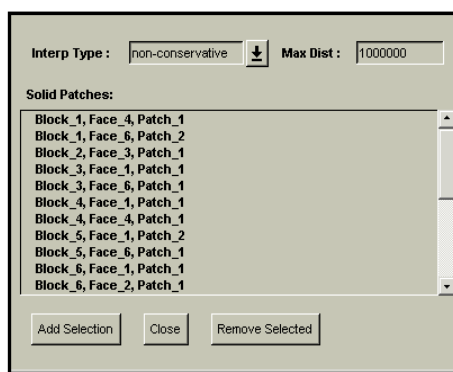 Interp Type : non-conservative Max Dist : 1000000
Solid Patches:
Block_1, Face_4, Patch_1
Block_1, Face_6, Patch_2
Block_2, Face_3, Patch_1
Block_3, Face_1, Patch_1
Block_3, Face_6, Patch_1
Block_4, Face_1, Patch_1
Block_4, Face_4, Patch_1
Block_5, Face_1, Patch_2
Block_5, Face_6, Patch_1
Block_6, Face_1, Patch_1
Block_6, Face_2, Patch_1
Add Selection Close Remove Selected